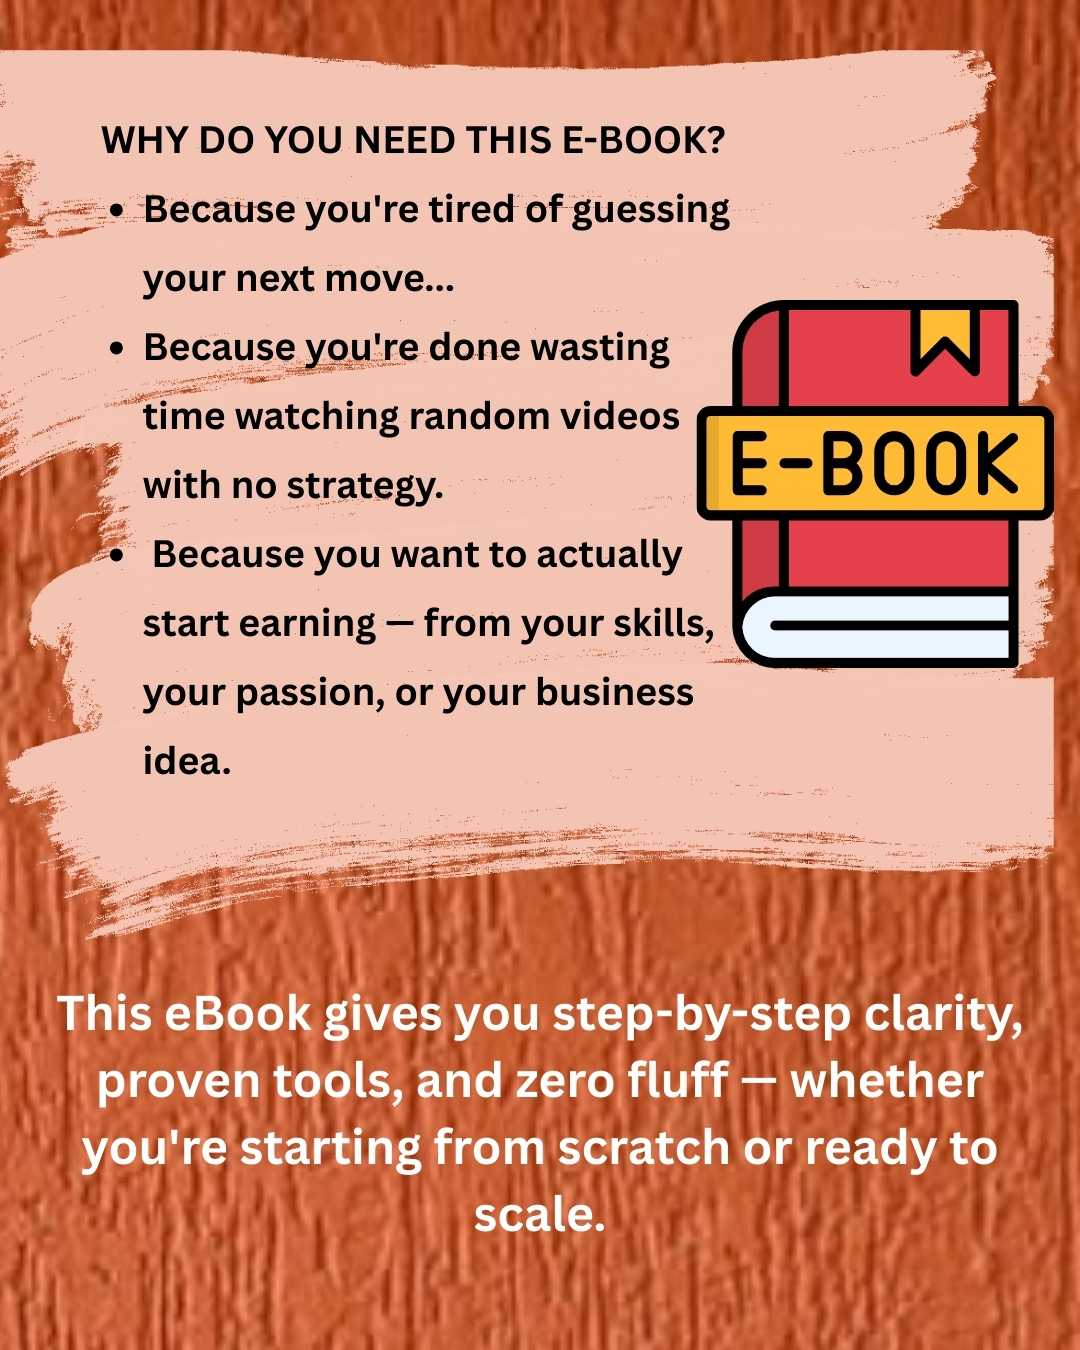 WHY DO YOU NEED THIS E-BOOK?
• Because you're tired of guessing
your next move...
• Because you're done wasting
time watching random videos
with no strategy.
• Because you want to actually
start earning — from your skills,
your passion, or your business
idea.
E-BOOK
This eBook gives you step-by-step clarity,
proven tools, and zero fluff — whether
you're starting from scratch or ready to
scale.